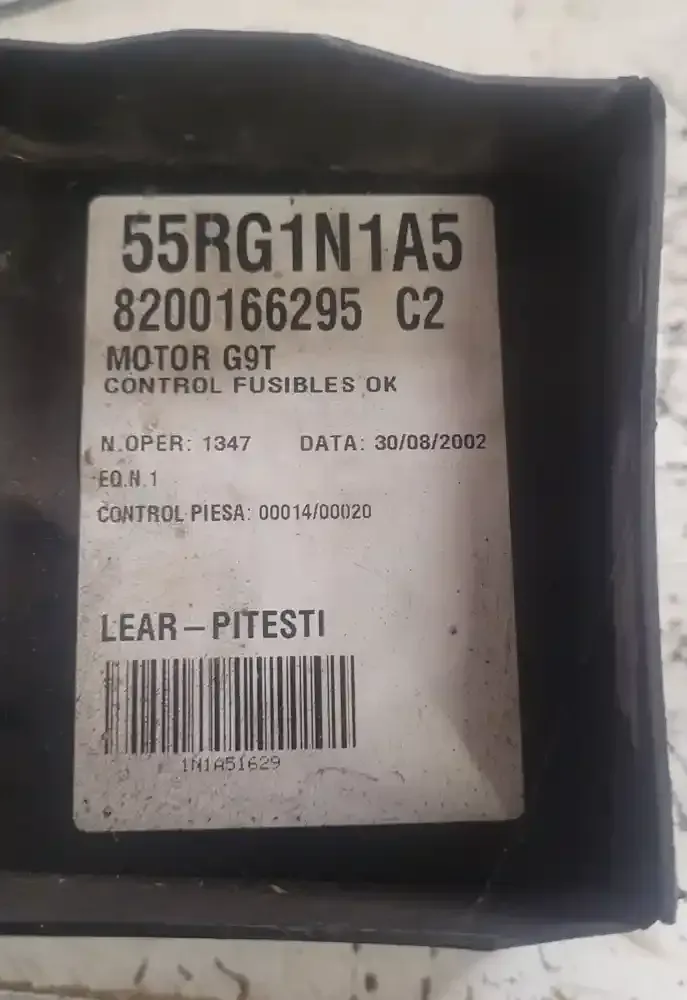 55RG1N1A5
8200166295 C2
MOTOR G9T
CONTROL FUSIBLES OK
N.OPER: 1347 DATA: 30/08/2002
EQ.N.1
CONTROL PIESA: 00014/00020
LEAR-PITESTI
1N1A51629